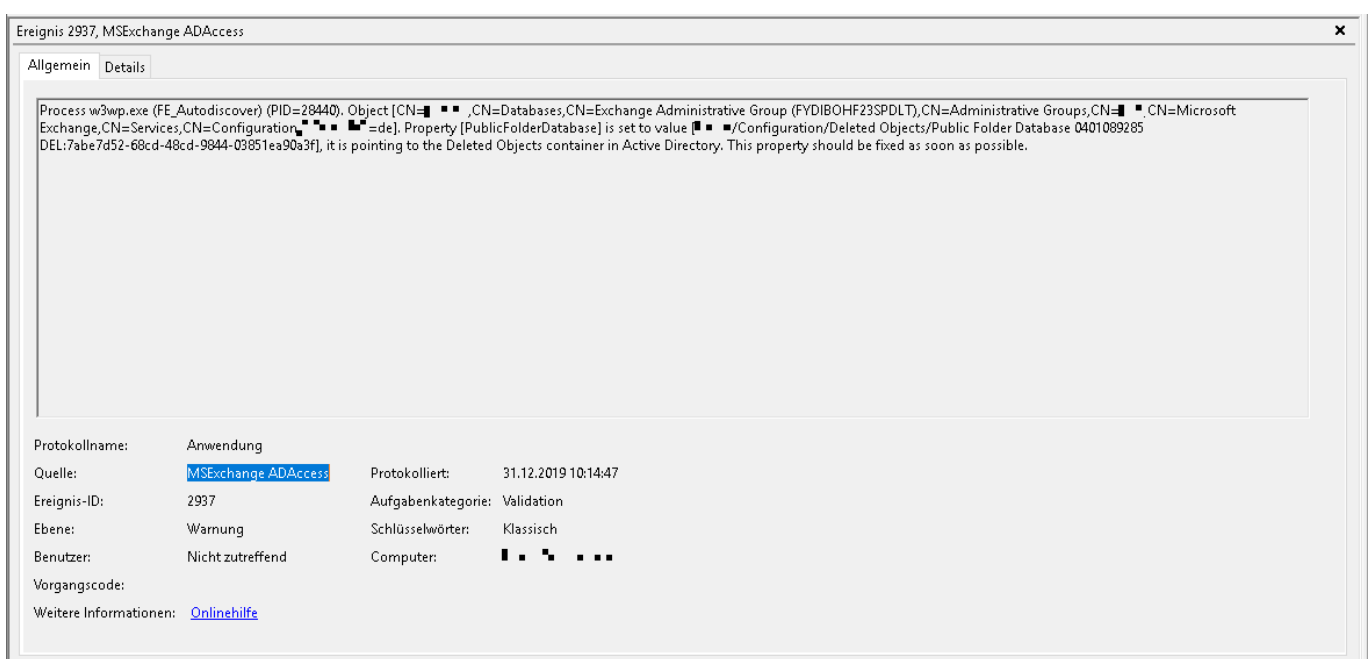 Ereignis 2937, MSExchange ADAccess
Allgemein Details
Process w3wp.exe (FE_Autodiscover) (PID=28440). Object [CN= ,CN=Databases,CN=Exchange Administrative Group (FYDIBOHF23SPDLT),CN=Administrative Groups,CN= ,CN=Microsoft
Exchange,CN=Services,CN=Configuration, =de]. Property [PublicFolderDatabase] is set to value [ /Configuration/Deleted Objects/Public Folder Database 0401089285
DEL:7abe7d52-68cd-48cd-9844-03851ea90a3f], it is pointing to the Deleted Objects container in Active Directory. This property should be fixed as soon as possible.
Protokollname: Anwendung
Quelle: MSExchange ADAccess Protokolliert: 31.12.2019 10:14:47
Ereignis-ID: 2937 Aufgabenkategorie: Validation
Ebene: Warnung Schlüsselwörter: Klassisch
Benutzer: Nicht zutreffend Computer:
Vorgangscode:
Weitere Informationen: Onlinehilfe